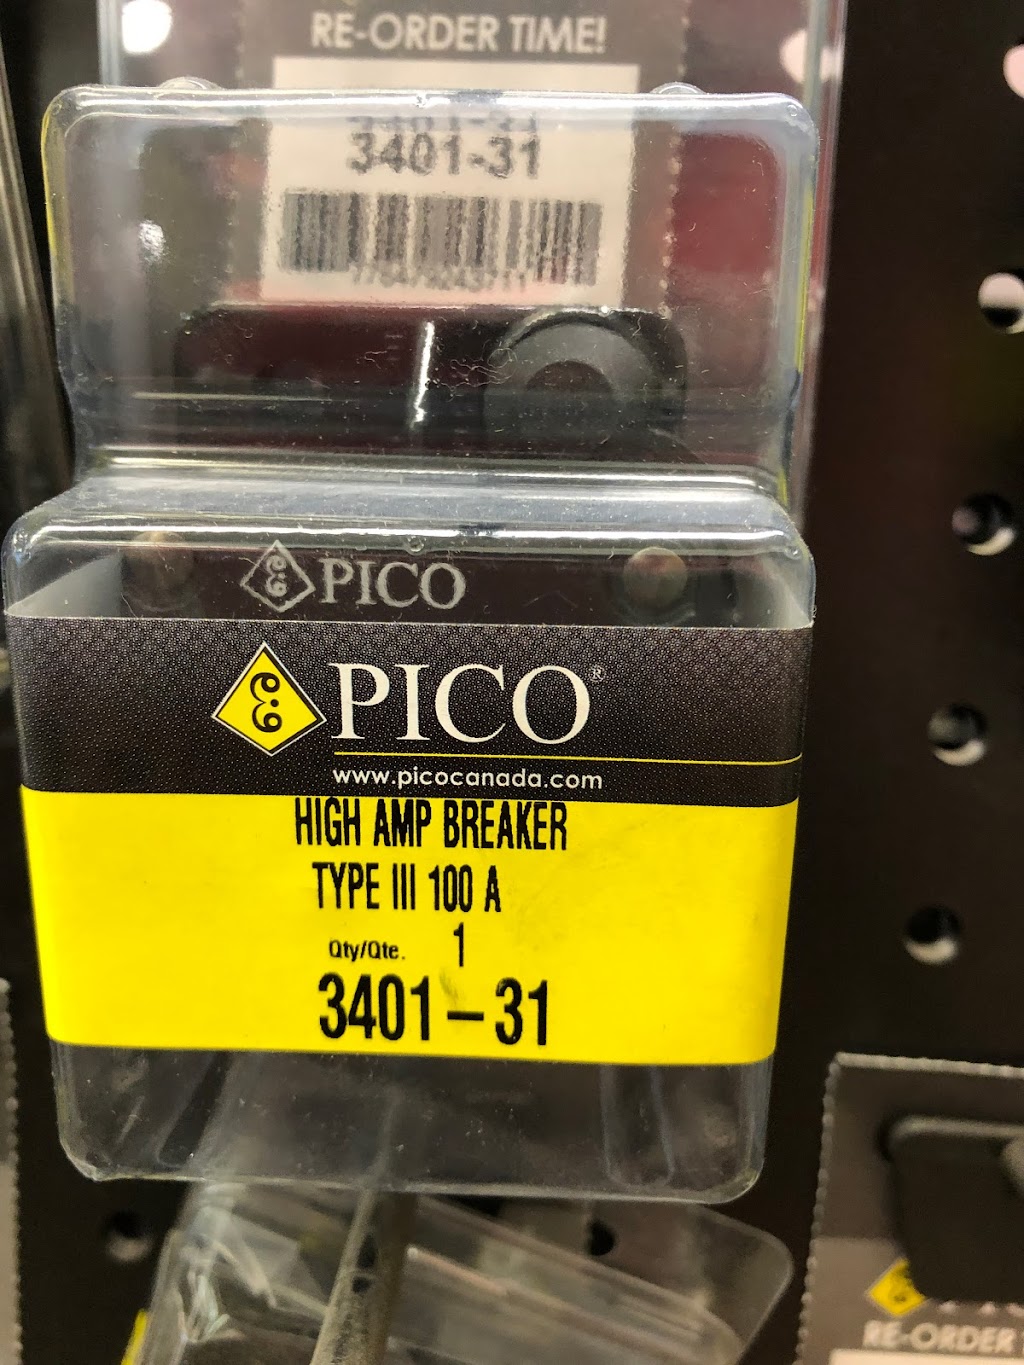 RE-ORDER TIME!
3401-31
PICO
PICO®
www.picocanada.com
HIGH AMP BREAKER
TYPE III 100 A
Qty/Qte. 1
3401-31
RE-ORDER